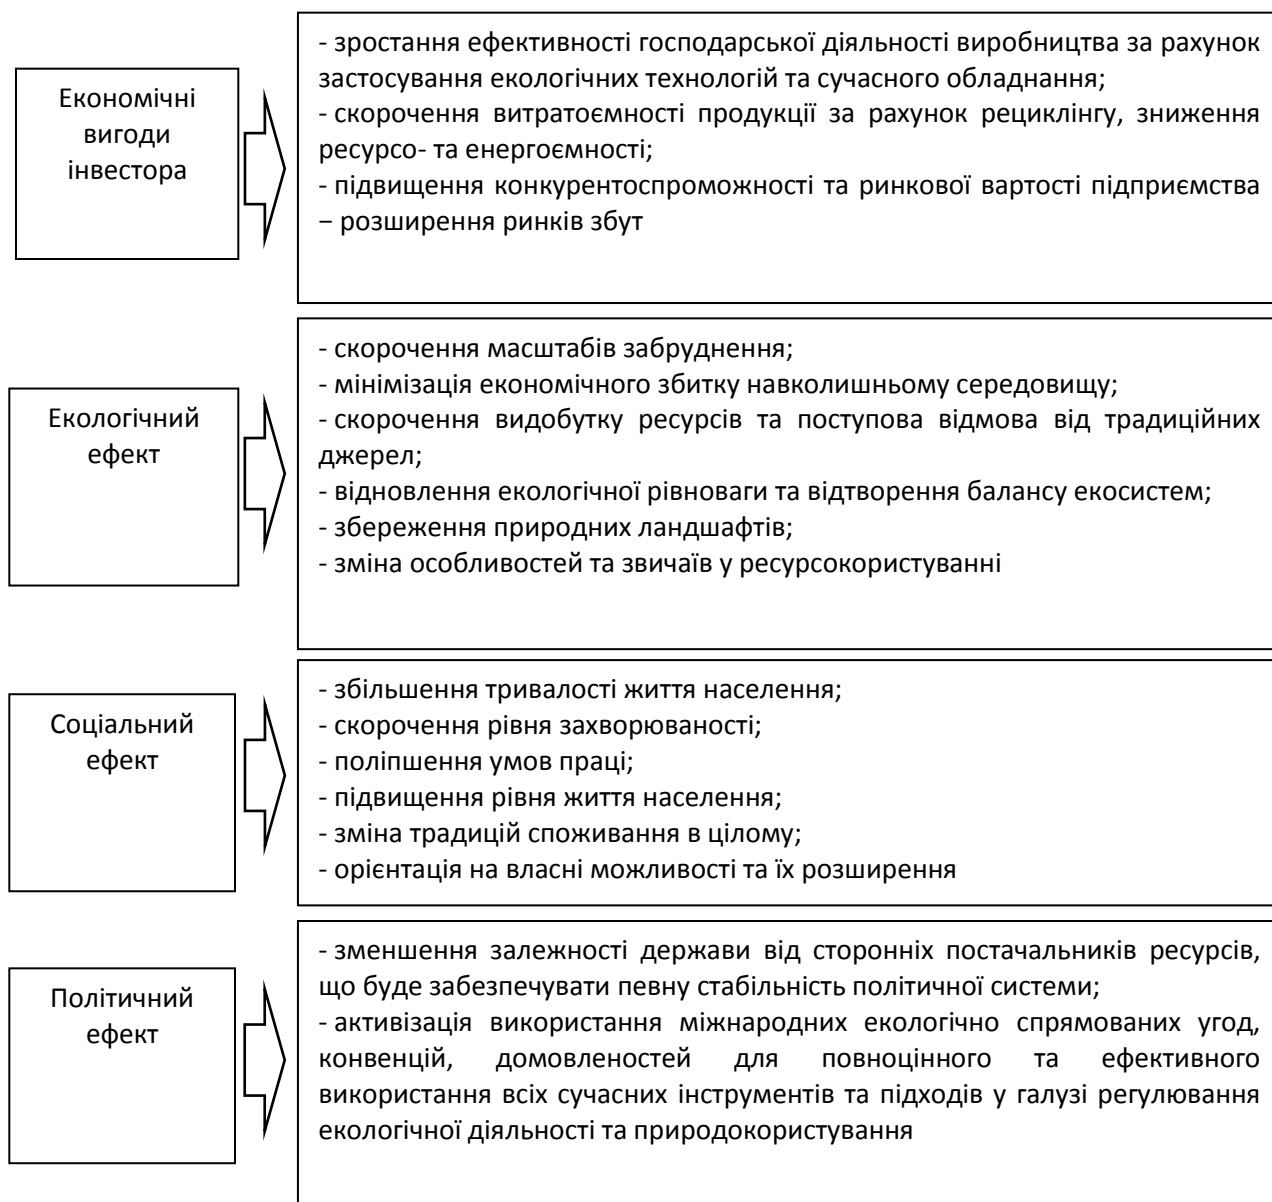 Економічні
вигоди
інвестора
- зростання ефективності господарської діяльності виробництва за рахунок
застосування екологічних технологій та сучасного обладнання;
- скорочення витратоємності продукції за рахунок рециклінгу, зниження
ресурсо- та енергоємності;
- підвищення конкурентоспроможності та ринкової вартості підприємства
– розширення ринків збут
Екологічний
ефект
- скорочення масштабів забруднення;
- мінімізація економічного збитку навколишньому середовищу;
- скорочення видобутку ресурсів та поступова відмова від традиційних
джерел;
- відновлення екологічної рівноваги та відтворення балансу екосистем;
- збереження природних ландшафтів;
- зміна особливостей та звичаїв у ресурсокористуванні
Соціальний
ефект
- збільшення тривалості життя населення;
- скорочення рівня захворюваності;
- поліпшення умов праці;
- підвищення рівня життя населення;
- зміна традицій споживання в цілому;
- орієнтація на власні можливості та їх розширення
Політичний
ефект
- зменшення залежності держави від сторонніх постачальників ресурсів,
що буде забезпечувати певну стабільність політичної системи;
- активізація використання міжнародних екологічно спрямованих угод,
конвенцій, домовленостей для повноцінного та ефективного
використання всіх сучасних інструментів та підходів у галузі регулювання
екологічної діяльності та природокористування